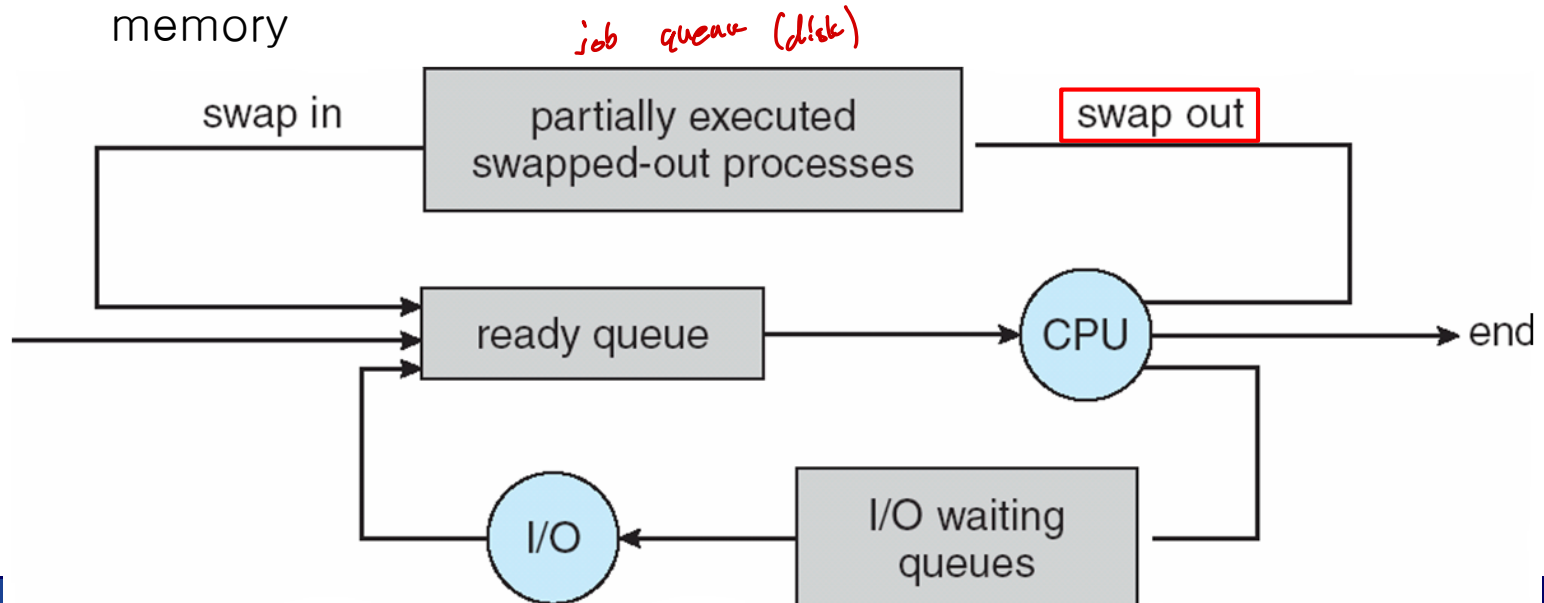 memory
job queue (disk)
swap in
partially executed
swapped-out processes
swap out
ready queue
CPU
end
I/O
I/O waiting
queues